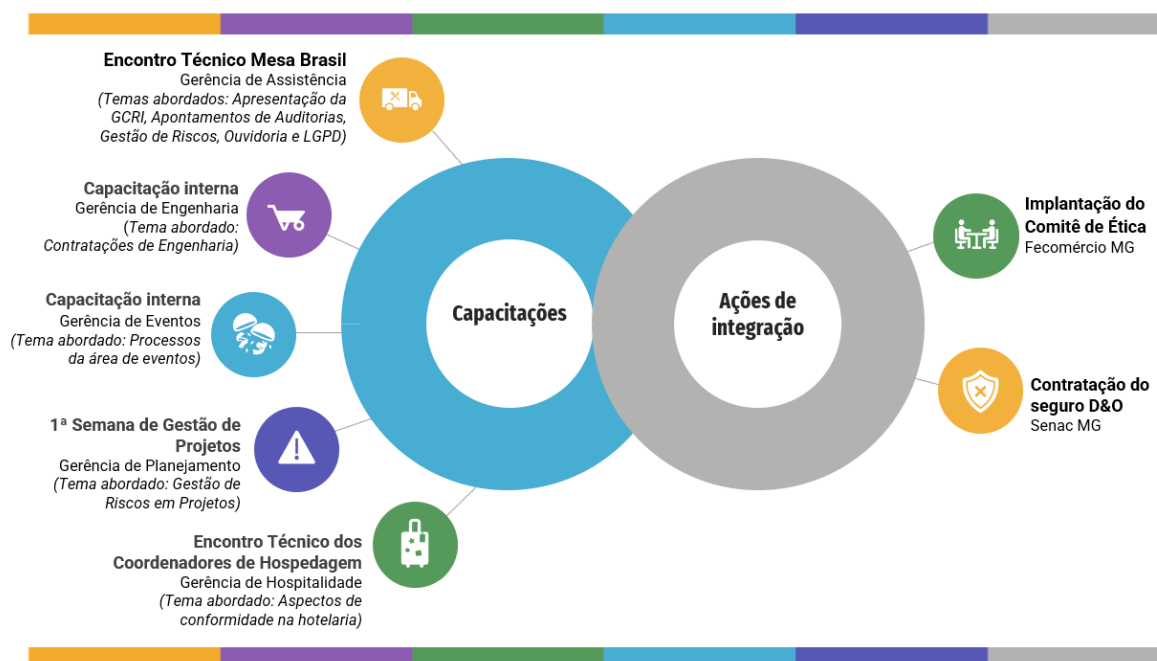 Encontro Técnico Mesa Brasil
Gerência de Assistência
(Temas abordados: Apresentação da
GCRI, Apontamentos de Auditorias,
Gestão de Riscos, Ouvidoria e LGPD)
Capacitação interna
Gerência de Engenharia
(Tema abordado:
Contratações de Engenharia)
Capacitação interna
Gerência de Eventos
(Tema abordado: Processos
da área de eventos)
1ª Semana de Gestão de
Projetos
Gerência de Planejamento
(Tema abordado: Gestão de
Riscos em Projetos)
Encontro Técnico dos
Coordenadores de Hospedagem
Gerência de Hospitalidade
(Tema abordado: Aspectos de
conformidade na hotelaria)
Capacitações
Ações de
integração
Implantação do
Comitê de Ética
Fecomércio MG
Contratação do
seguro D&O
Senac MG